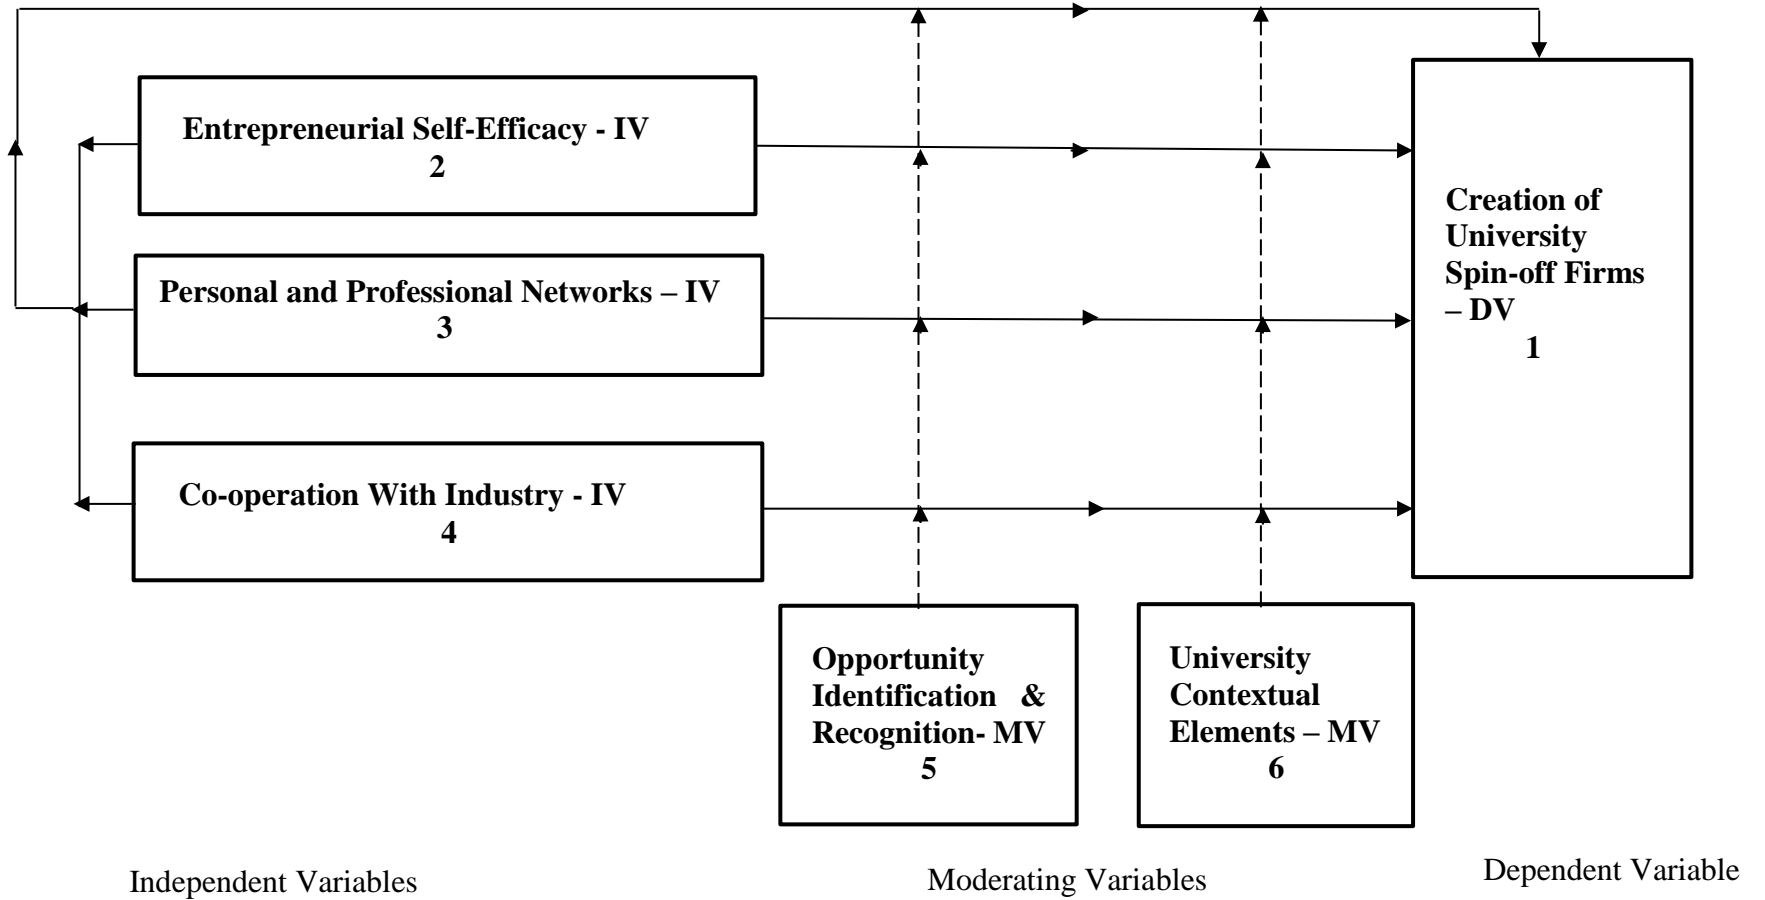 Entrepreneurial Self-Efficacy - IV
2
Personal and Professional Networks – IV
3
Co-operation With Industry - IV
4
Creation of
University
Spin-off Firms
– DV
1
Opportunity
Identification &
Recognition- MV
5
University
Contextual
Elements – MV
6
Independent Variables
Moderating Variables
Dependent Variable